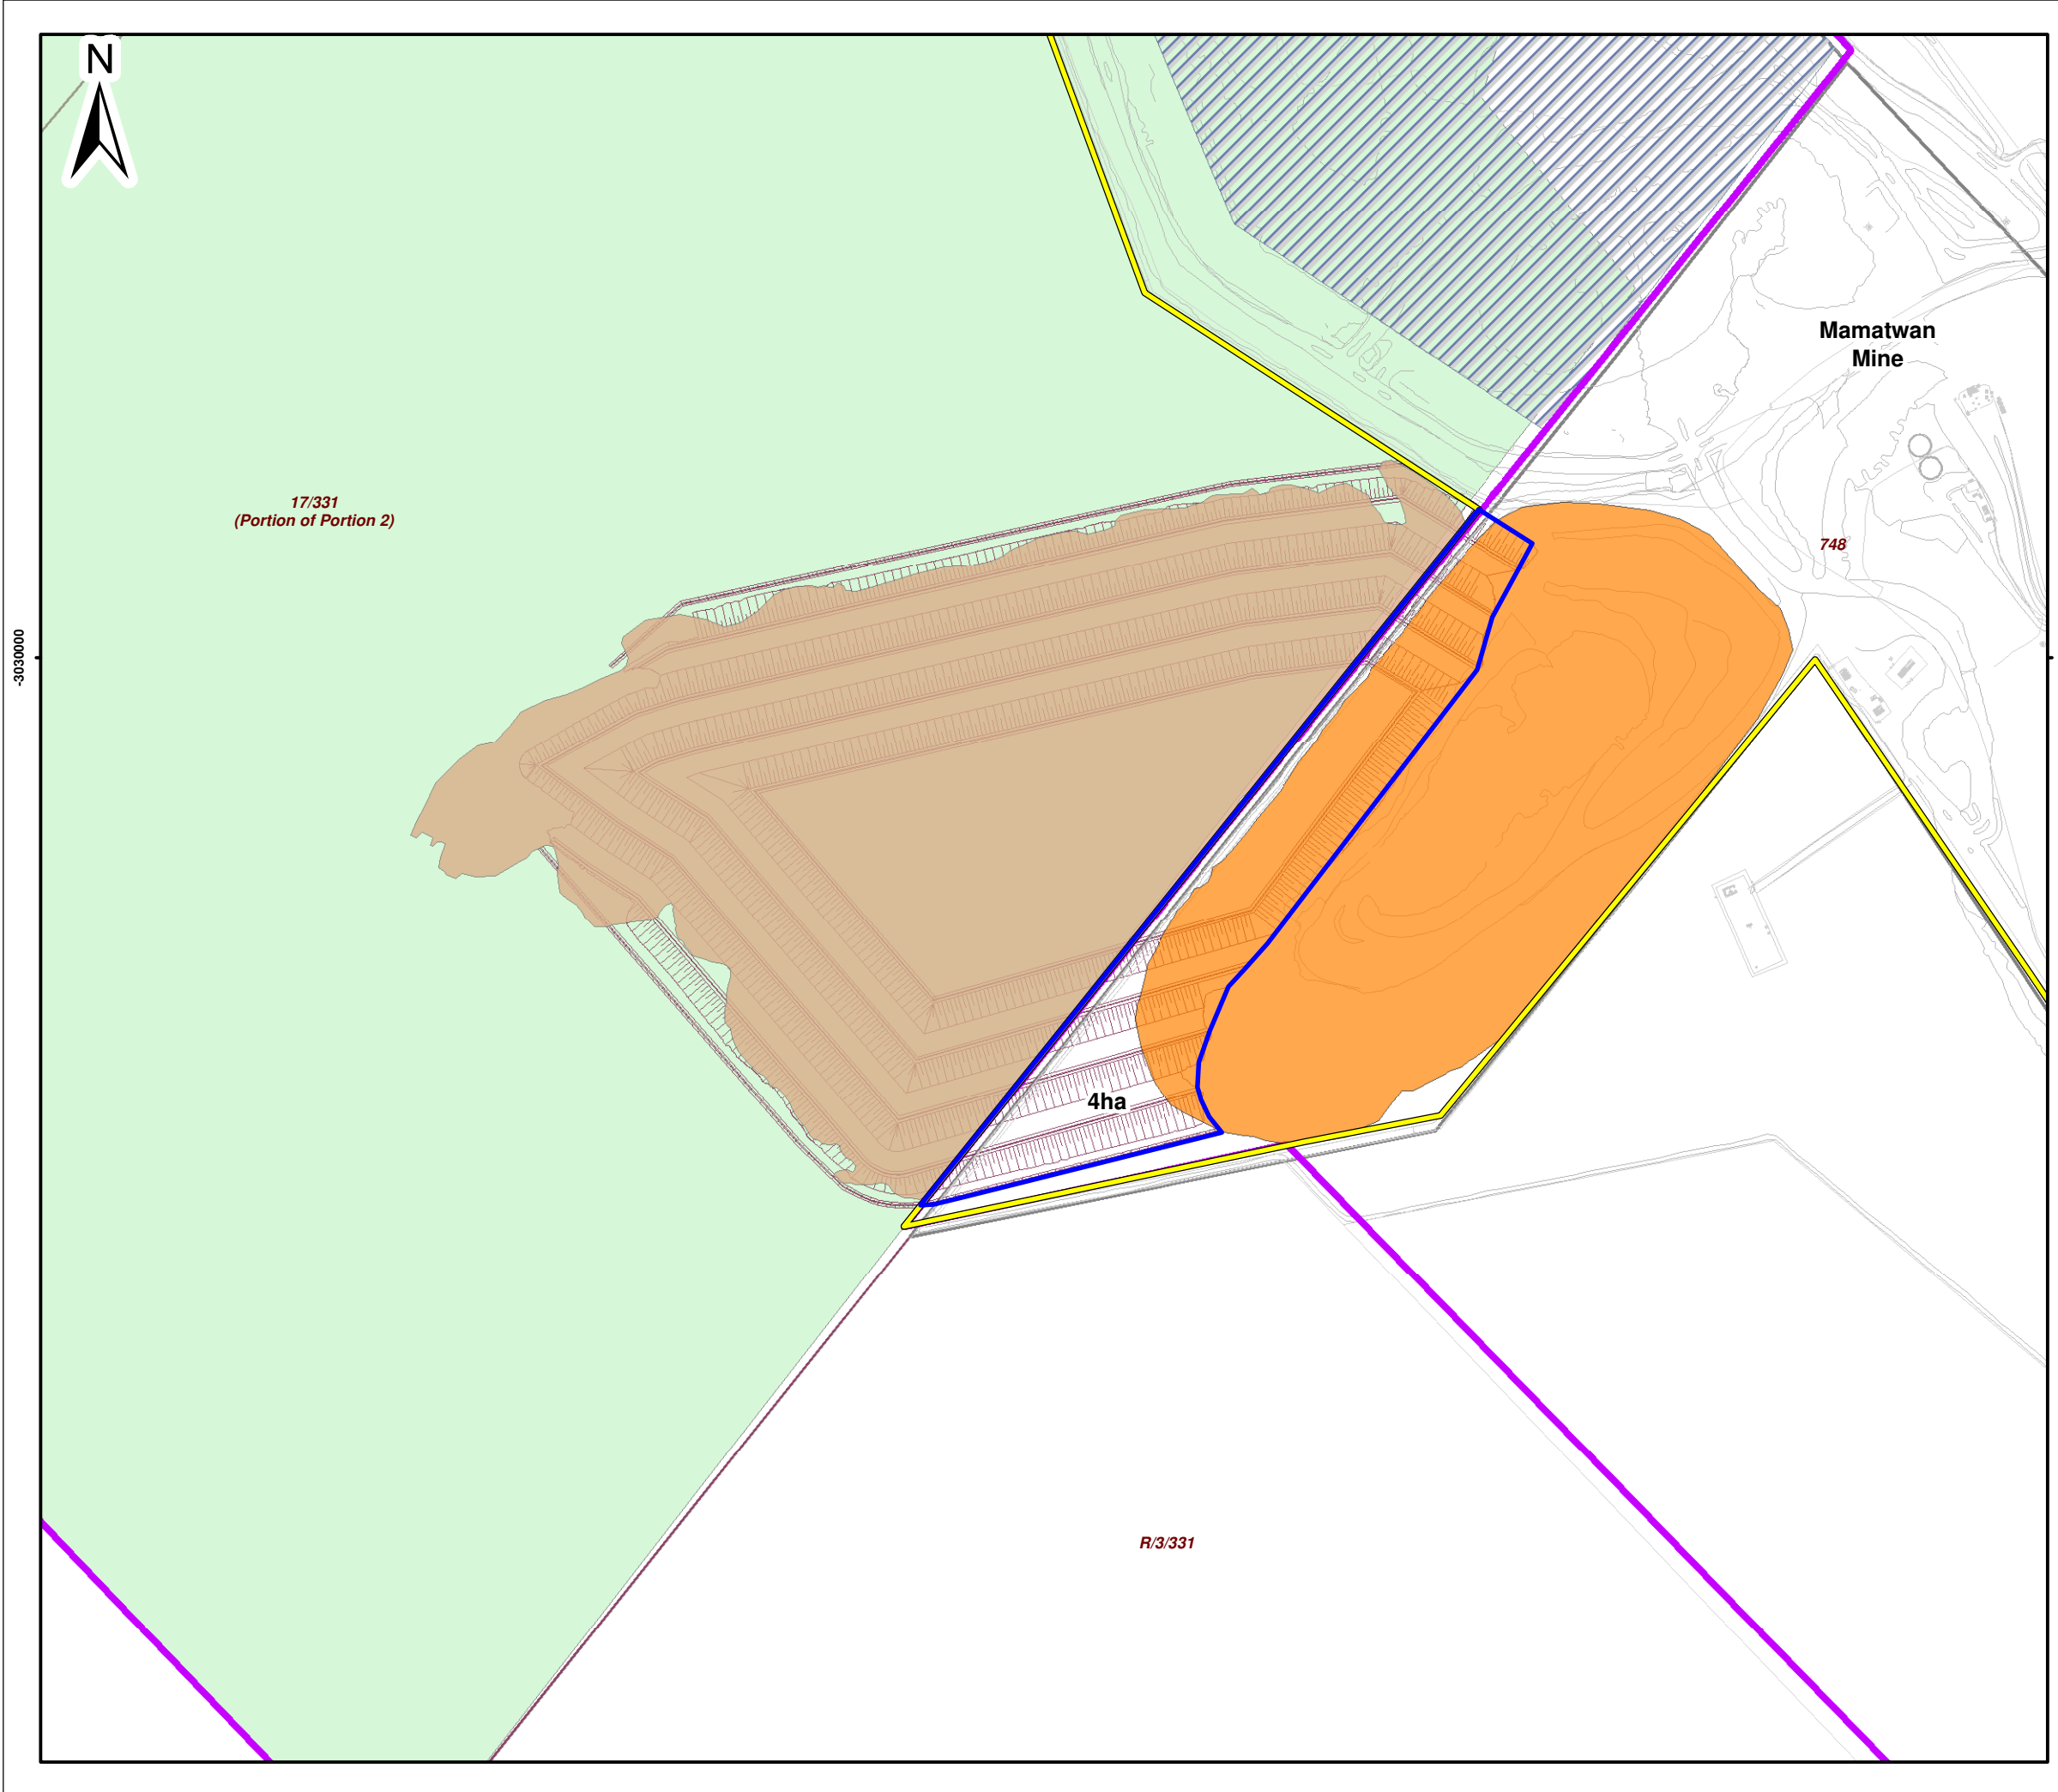 N
Mamatwan
Mine
17/331
(Portion of Portion 2)
748
-3030000
4ha
R/3/331